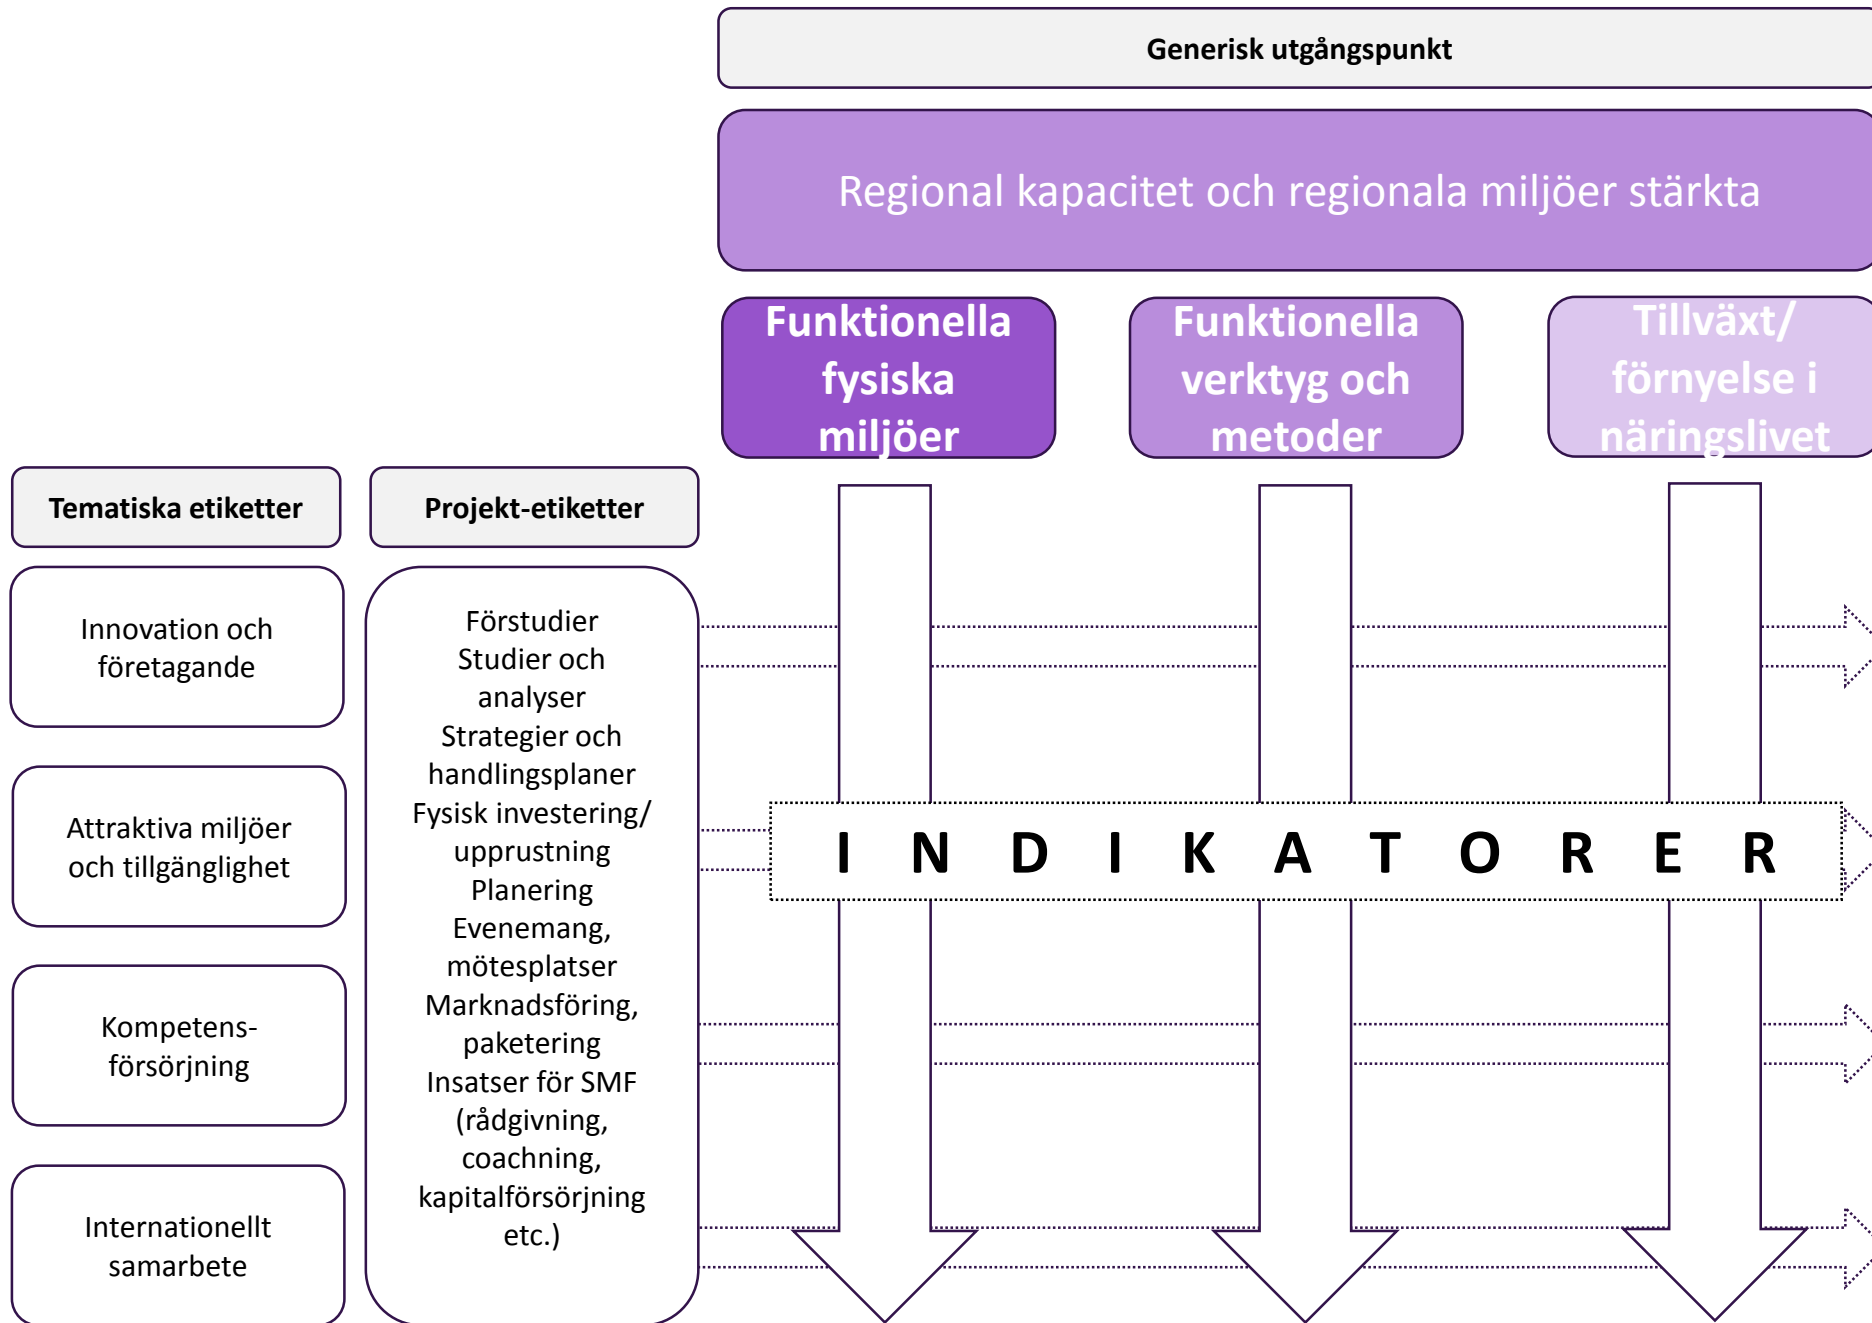 Generisk utgångspunkt
Regional kapacitet och regionala miljöer stärkta
Funktionella
fysiska
miljöer
Funktionella
verktyg och
metoder
Tillväxt/
förnyelse i
näringslivet
Tematiska etiketter
Projekt-etiketter
Innovation och
företagande
Attraktiva miljöer
och tillgänglighet
Kompetens-
försörjning
Internationellt
samarbete
Förstudier
Studier och
analyser
Strategier och
handlingsplaner
Fysisk investering/
upprustning
Planering
Evenemang,
mötesplatser
Marknadsföring,
paketering
Insatser för SMF
(rådgivning,
coachning,
kapitalförsörjning
etc.)
I N D I K A T O R E R